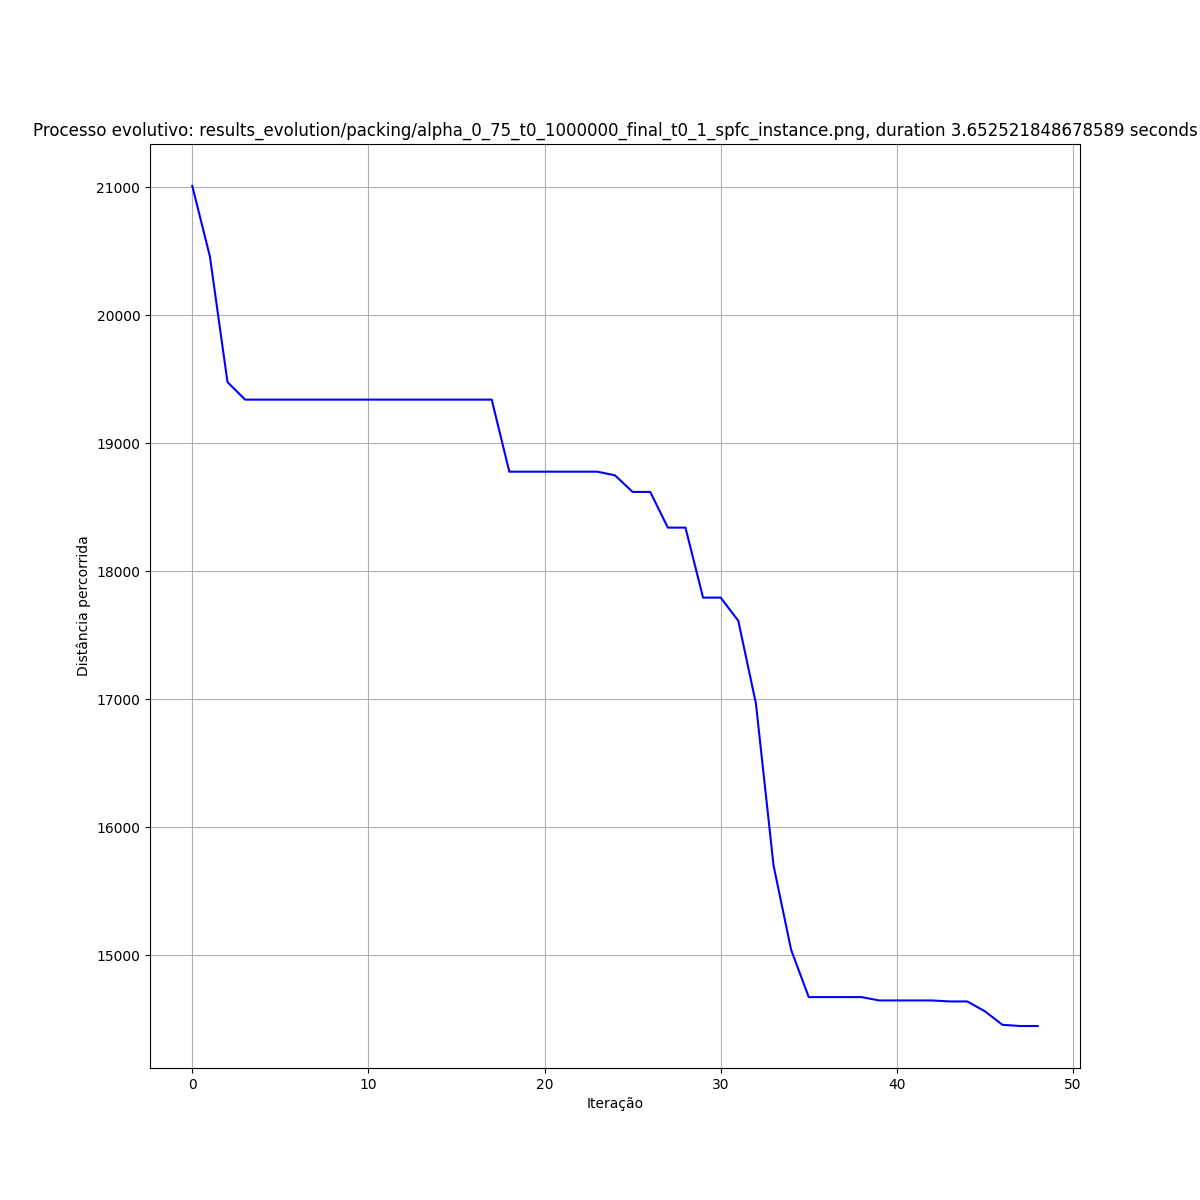 Processo evolutivo: results_evolution/packing/alpha_0_75_t0_1000000_final_t0_1_spfc_instance.png, duration 3.652521848678589 seconds
21000
20000
19000
18000
17000
16000
15000
Distância percorrida
0 10 20 30 40 50
Iteração